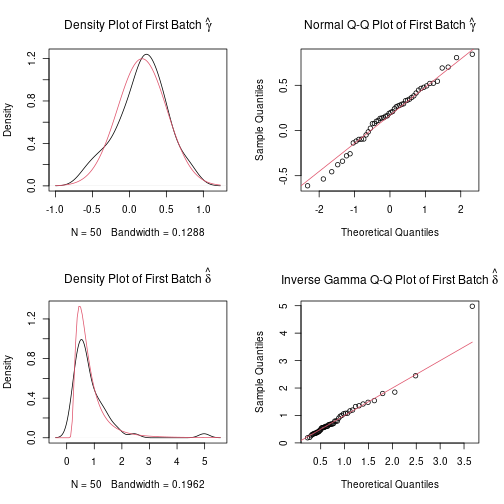 Density Plot of First Batch γ̂
Density
0.0 0.4 0.8 1.2
-1.0 -0.5 0.0 0.5 1.0
N = 50 Bandwidth = 0.1288
Normal Q-Q Plot of First Batch γ̂
Sample Quantiles
-0.5 0.0 0.5
-2 -1 0 1 2
Theoretical Quantiles
Density Plot of First Batch δ̂
Density
0.0 0.4 0.8 1.2
0 1 2 3 4 5
N = 50 Bandwidth = 0.1962
Inverse Gamma Q-Q Plot of First Batch δ̂
Sample Quantiles
0 1 2 3 4 5
0.5 1.0 1.5 2.0 2.5 3.0 3.5
Theoretical Quantiles